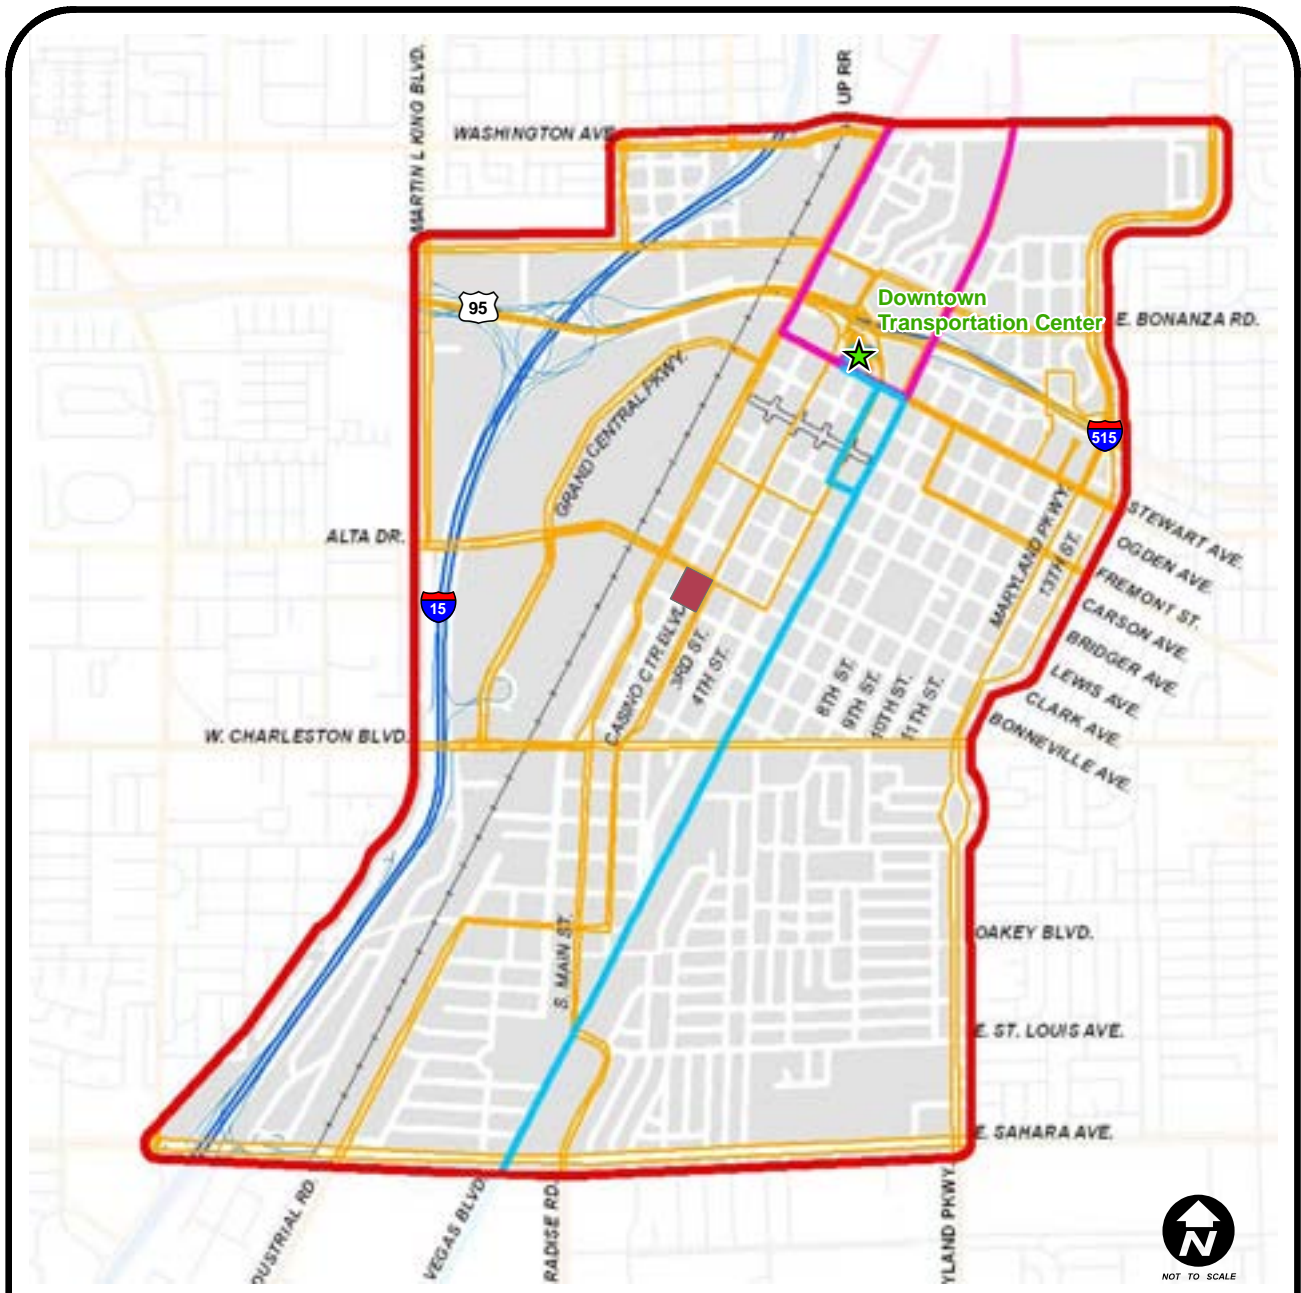 MARTIN L KING BLVD.
UP RR
WASHINGTON AVE.
95
Downtown
Transportation Center
E. BONANZA RD.
GRAND CENTRAL PKWY.
515
ALTA DR.
15
MARYLAND PKWY.
13TH ST.
STEWART AVE.
OGDEN AVE.
FREMONT ST.
CARSON AVE.
BRIDGER AVE.
LEWIS AVE.
CLARK AVE.
BONNEVILLE AVE.
CASINO CTR BLVD.
3RD ST.
4TH ST.
8TH ST.
9TH ST.
10TH ST.
11TH ST.
W. CHARLESTON BLVD.
S. MAIN ST.
OAKEY BLVD.
E. ST. LOUIS AVE.
E. SAHARA AVE.
DUSTRIAL RD
VEGAS BLVD
RADISE RD.
YLAND PKWY
N
NOT TO SCALE